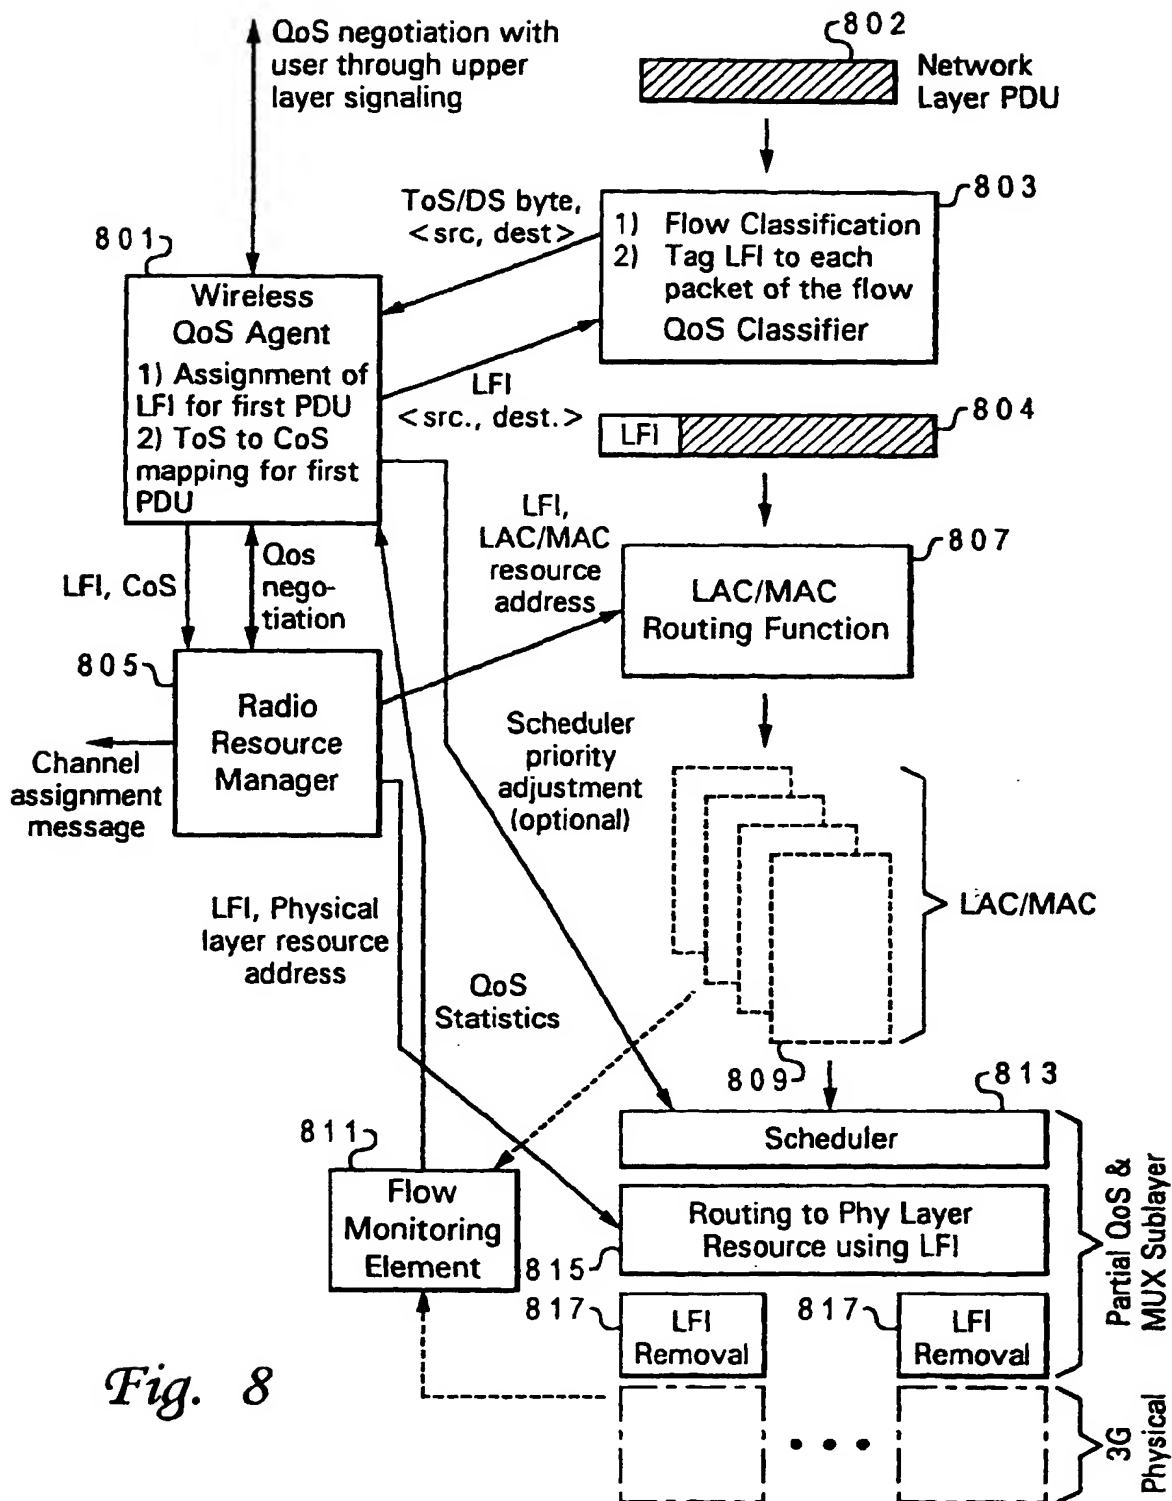 QoS negotiation with
user through upper
layer signaling
802
Network
Layer PDU
803
ToS/DS byte,
<src, dest>
1) Flow Classification
2) Tag LFI to each
packet of the flow
QoS Classifier
801
Wireless
QoS Agent
1) Assignment of
LFI for first PDU
2) ToS to CoS
mapping for first
PDU
LFI
<src., dest.>
804
LFI
LFI,
LAC/MAC
resource
address
807
LAC/MAC
Routing Function
LFI, CoS
Qos
nego-
tiation
805
Radio
Resource
Manager
Channel
assignment
message
Scheduler
priority
adjustment
(optional)
LAC/MAC
809
LFI, Physical
layer resource
address
QoS
Statistics
811
Flow
Monitoring
Element
813
Scheduler
Routing to Phy Layer
Resource using LFI
815
817
LFI
Removal
817
LFI
Removal
Partial QoS &
MUX Sublayer
3G
Physical
Fig. 8